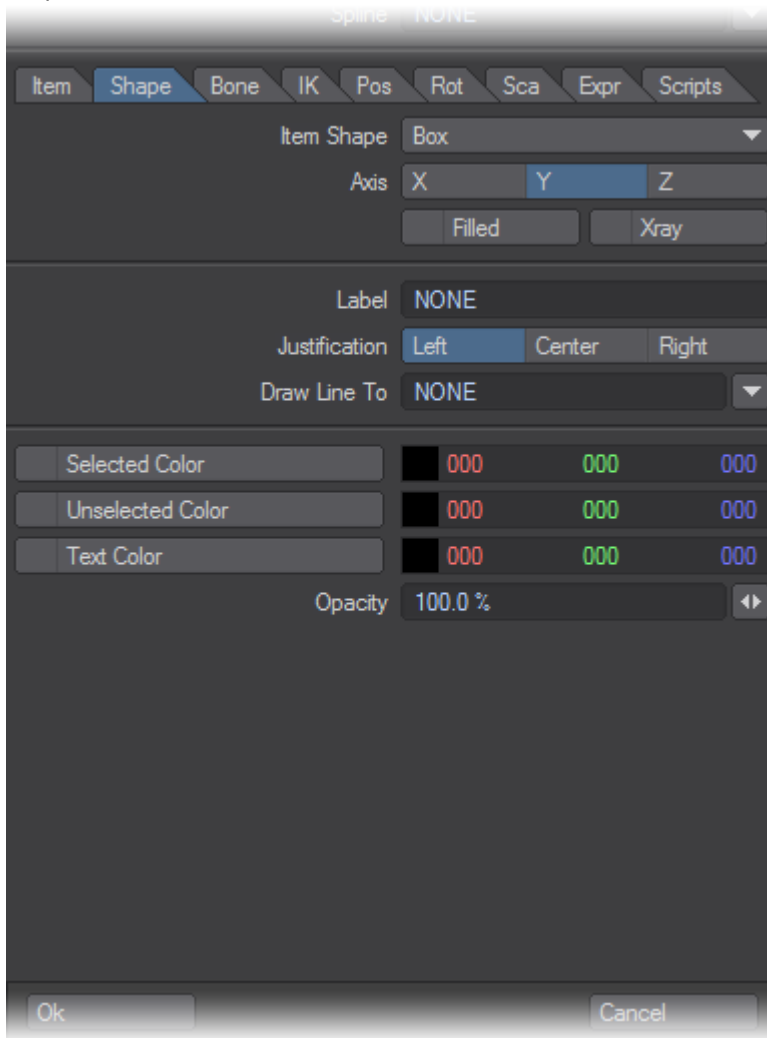 Spline NONE
Item Shape Bone IK Pos Rot Sca Expr Scripts
Item Shape Box
Axis X Y Z
Filled Xray
Label NONE
Justification Left Center Right
Draw Line To NONE
Selected Color 000 000 000
Unselected Color 000 000 000
Text Color 000 000 000
Opacity 100.0 %
Ok Cancel